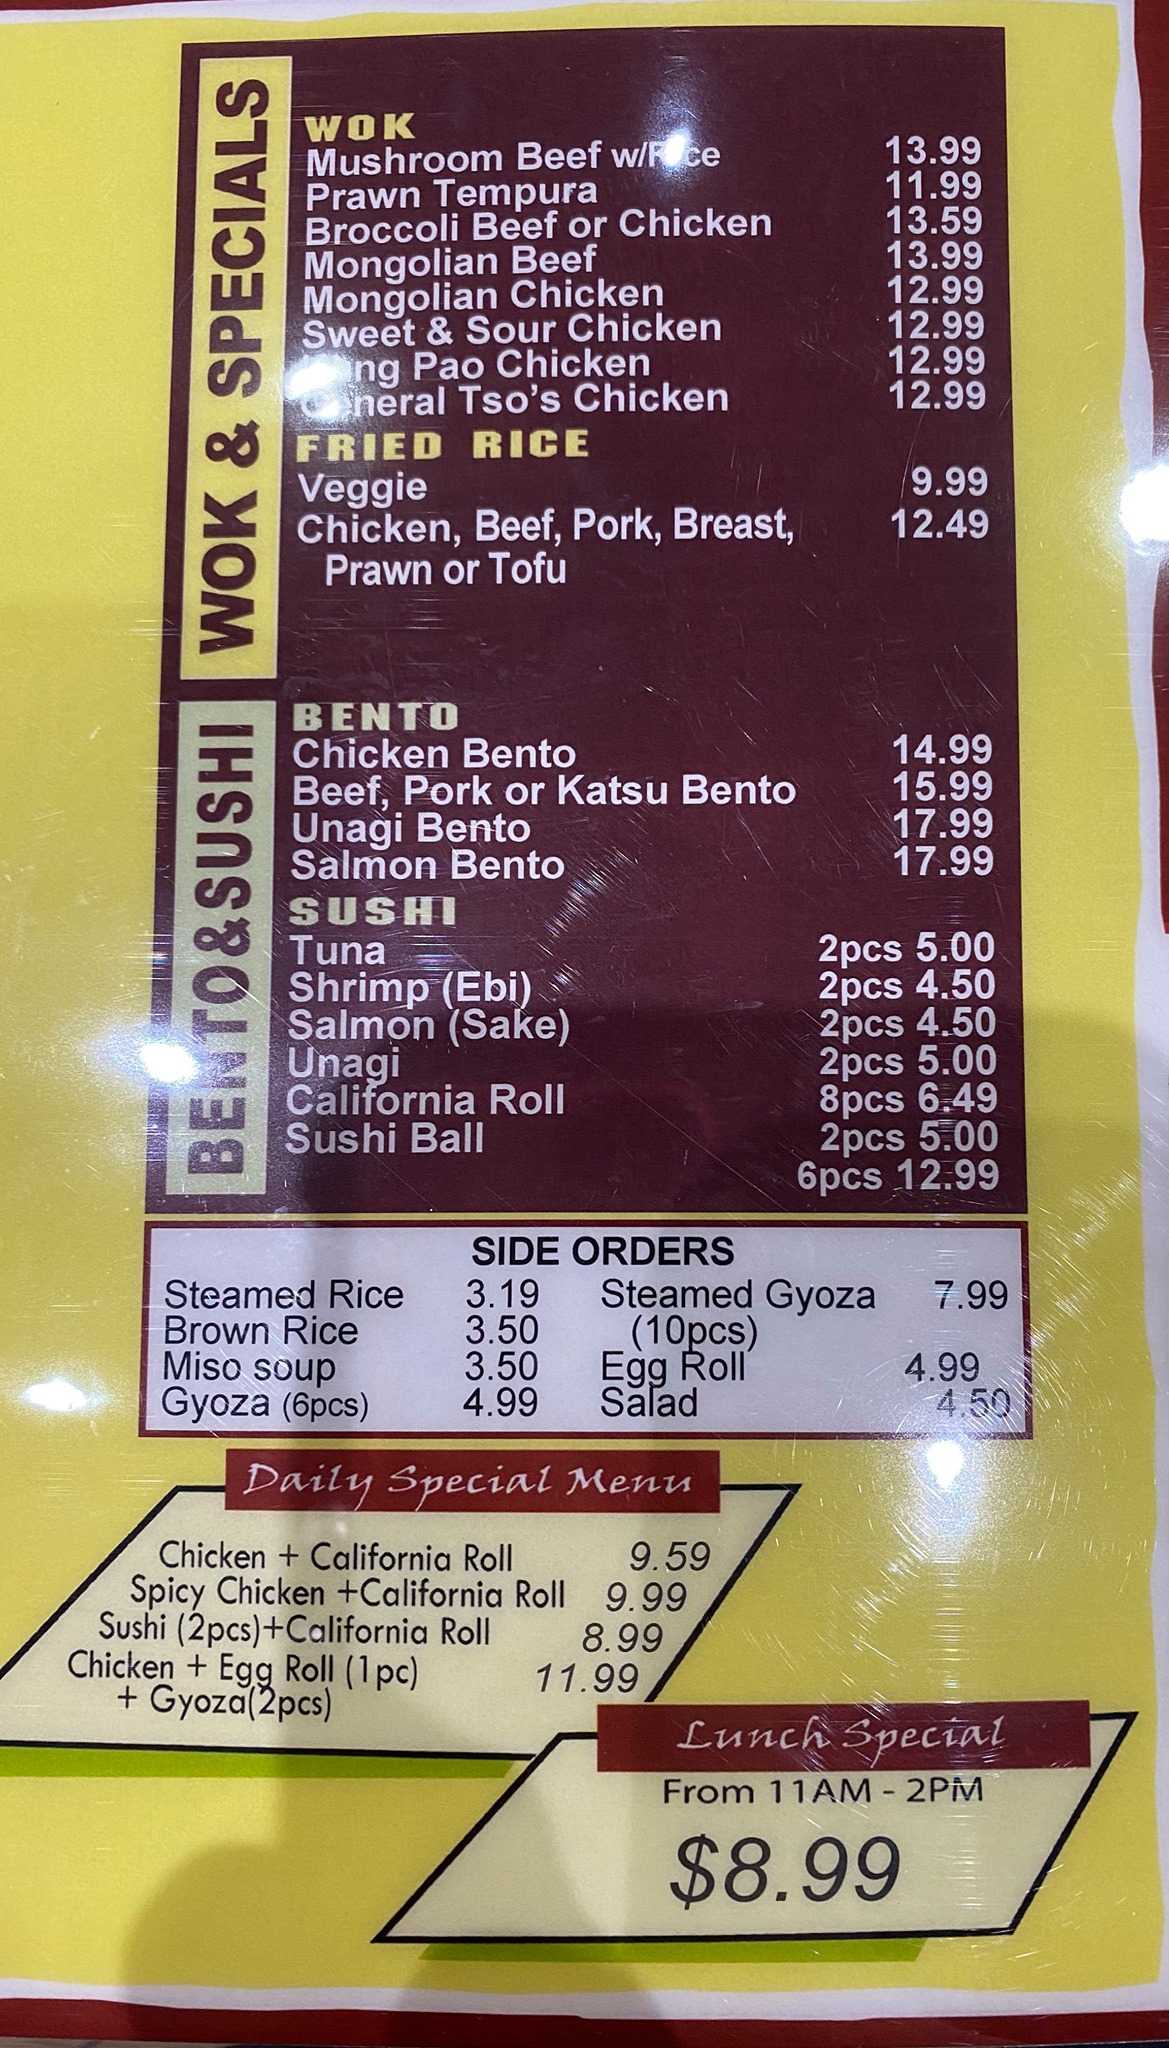 WOK & SPECIALS
WOK
Mushroom Beef w/Rice 13.99
Prawn Tempura 11.99
Broccoli Beef or Chicken 13.59
Mongolian Beef 13.99
Mongolian Chicken 12.99
Sweet & Sour Chicken 12.99
Kung Pao Chicken 12.99
General Tso's Chicken 12.99
FRIED RICE
Veggie 9.99
Chicken, Beef, Pork, Breast, 12.49
Prawn or Tofu
BENTO&SUSHI
BENTO
Chicken Bento 14.99
Beef, Pork or Katsu Bento 15.99
Unagi Bento 17.99
Salmon Bento 17.99
SUSHI
Tuna 2pcs 5.00
Shrimp (Ebi) 2pcs 4.50
Salmon (Sake) 2pcs 4.50
Unagi 2pcs 5.00
California Roll 8pcs 6.49
Sushi Ball 2pcs 5.00
6pcs 12.99
SIDE ORDERS
Steamed Rice 3.19 Steamed Gyoza 7.99
Brown Rice 3.50 (10pcs)
Miso soup 3.50 Egg Roll 4.99
Gyoza (6pcs) 4.99 Salad 4.50
Daily Special Menu
Chicken + California Roll 9.59
Spicy Chicken +California Roll 9.99
Sushi (2pcs)+California Roll 8.99
Chicken + Egg Roll (1pc) 11.99
+ Gyoza(2pcs)
Lunch Special
From 11AM - 2PM
$8.99